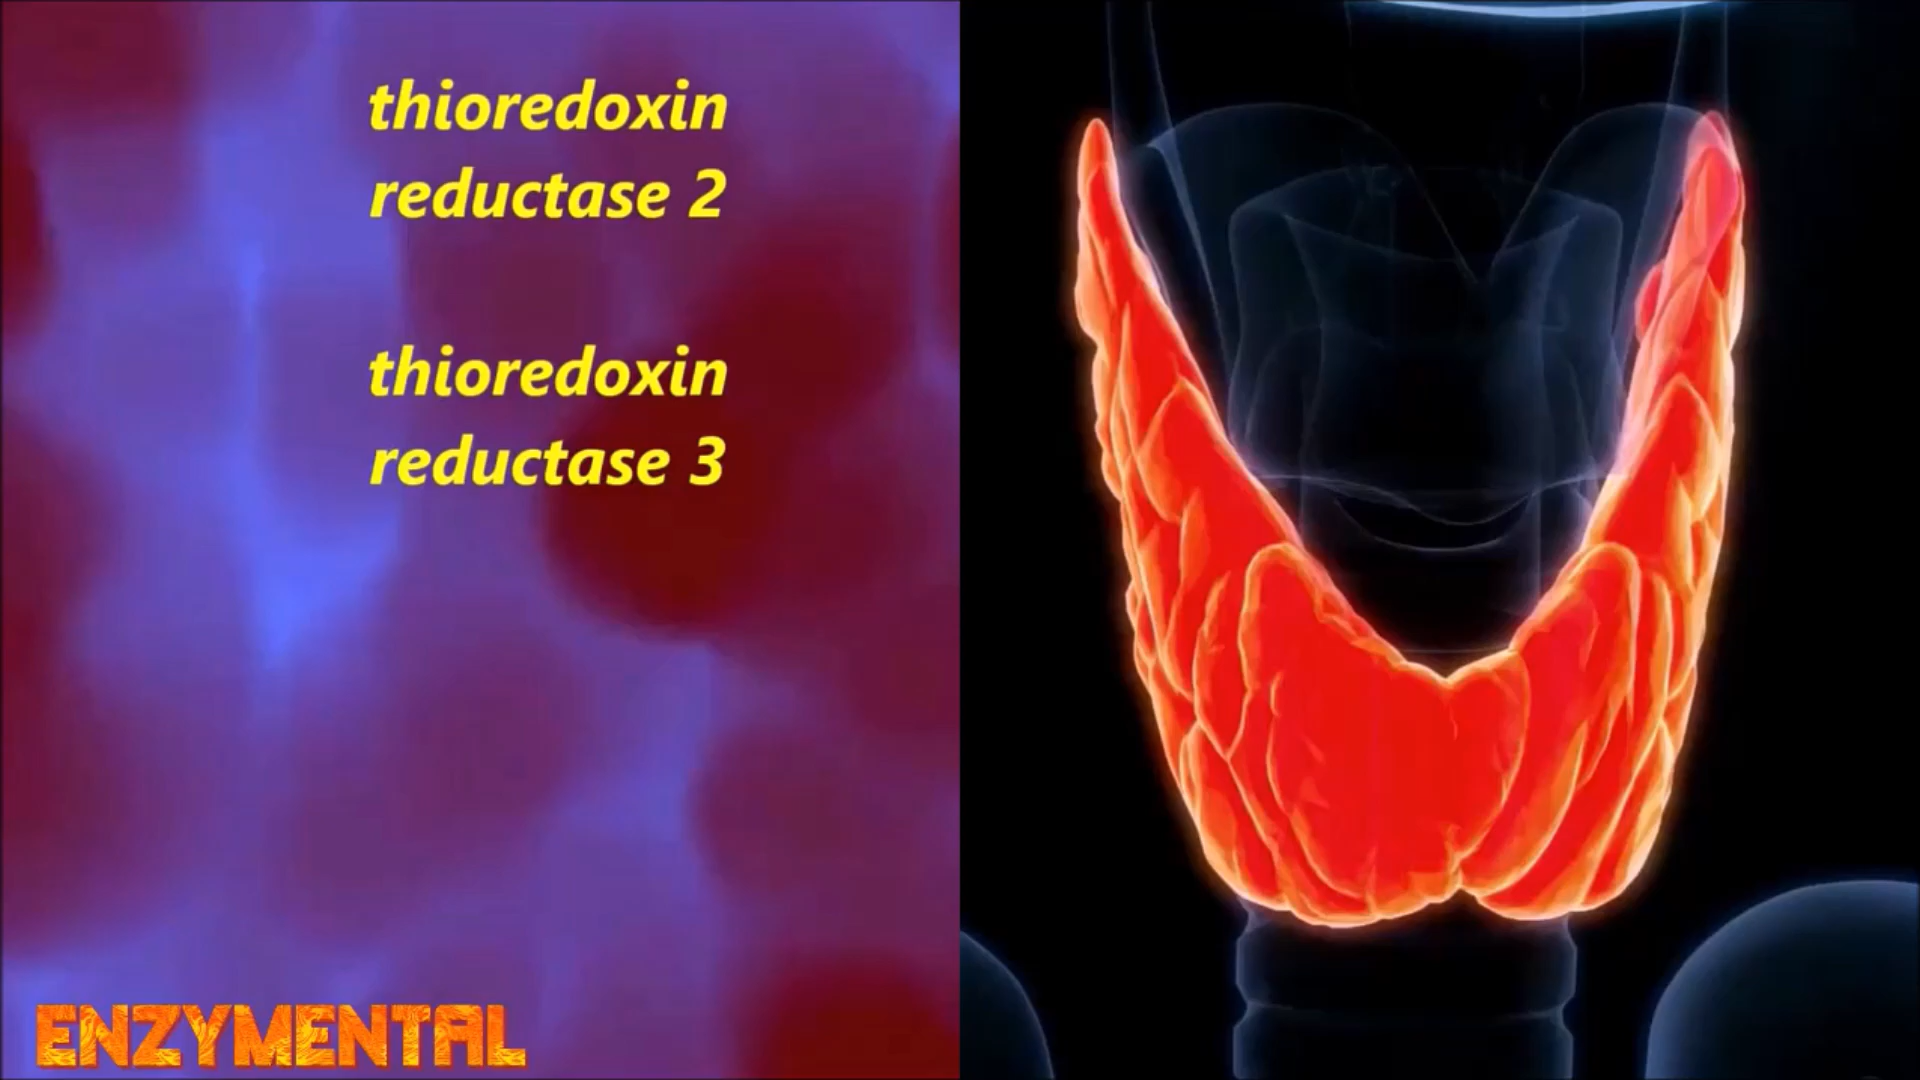 thioredoxin
reductase 2
thioredoxin
reductase 3
ENZYMENTAL